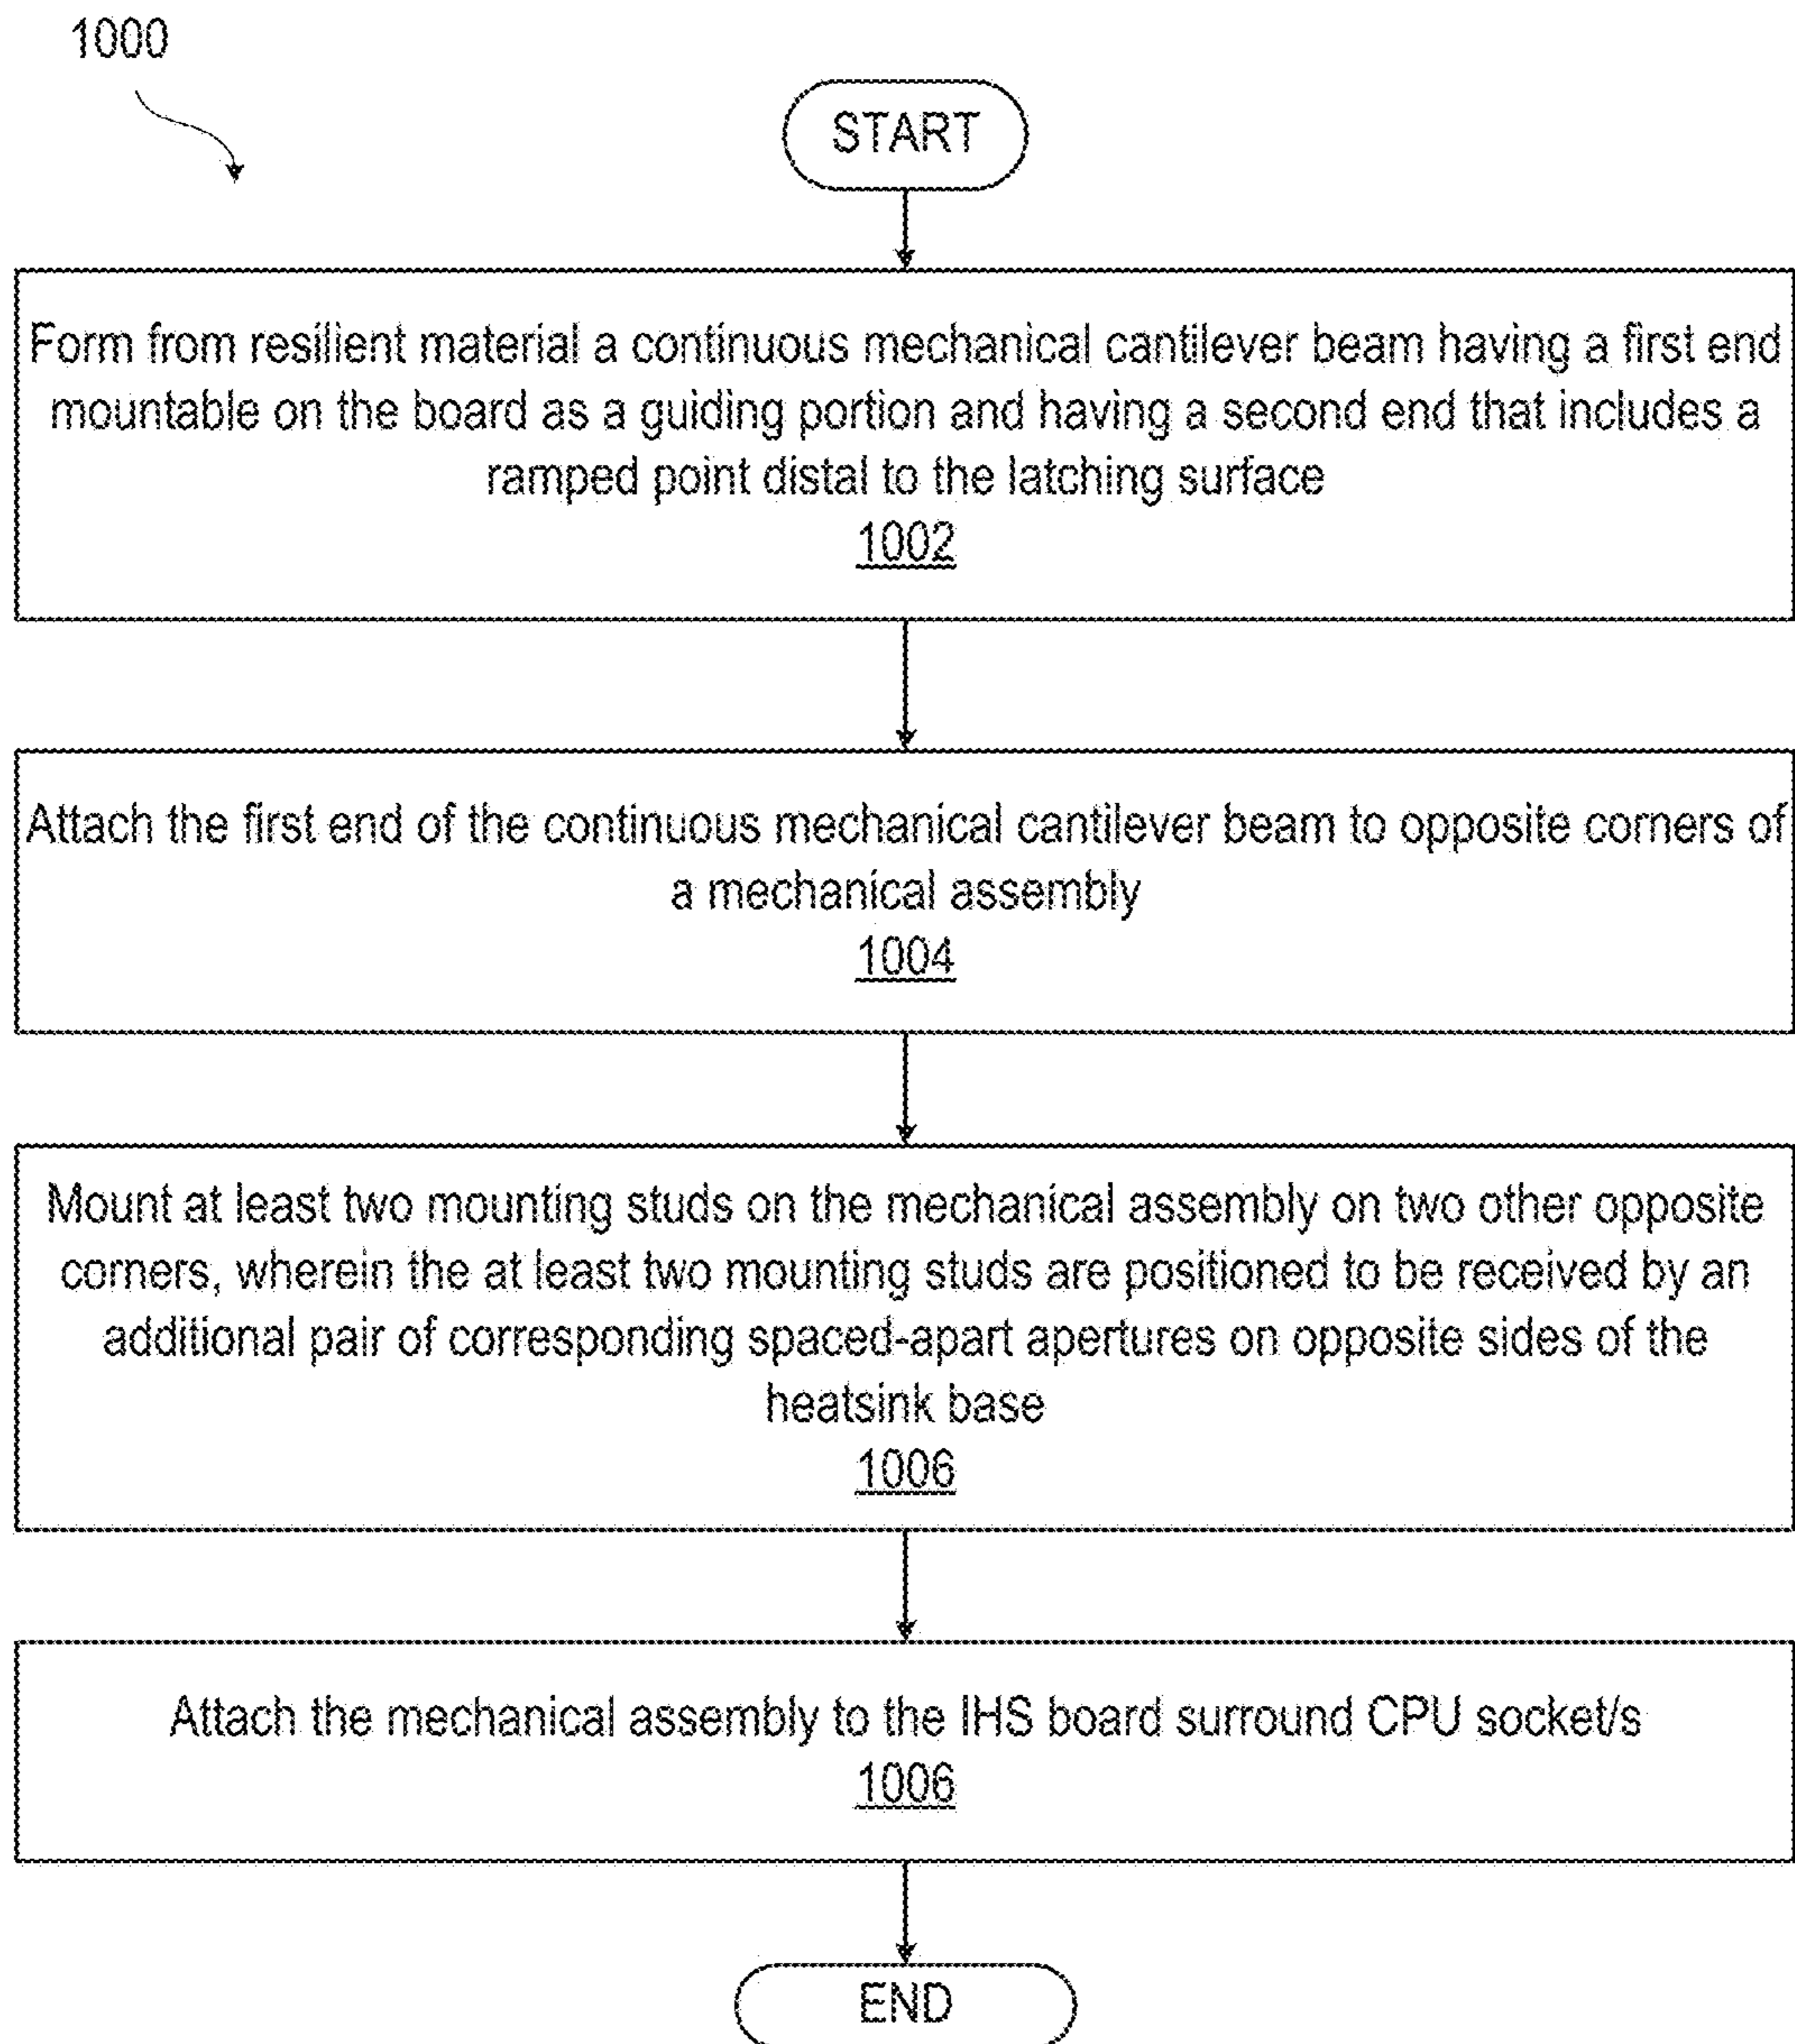 1000
START
Form from resilient material a continuous mechanical cantilever beam having a first end
mountable on the board as a guiding portion and having a second end that includes a
ramped point distal to the latching surface
1002
Attach the first end of the continuous mechanical cantilever beam to opposite corners of
a mechanical assembly
1004
Mount at least two mounting studs on the mechanical assembly on two other opposite
corners, wherein the at least two mounting studs are positioned to be received by an
additional pair of corresponding spaced-apart apertures on opposite sides of the
heatsink base
1006
Attach the mechanical assembly to the IHS board surround CPU socket/s
1006
END